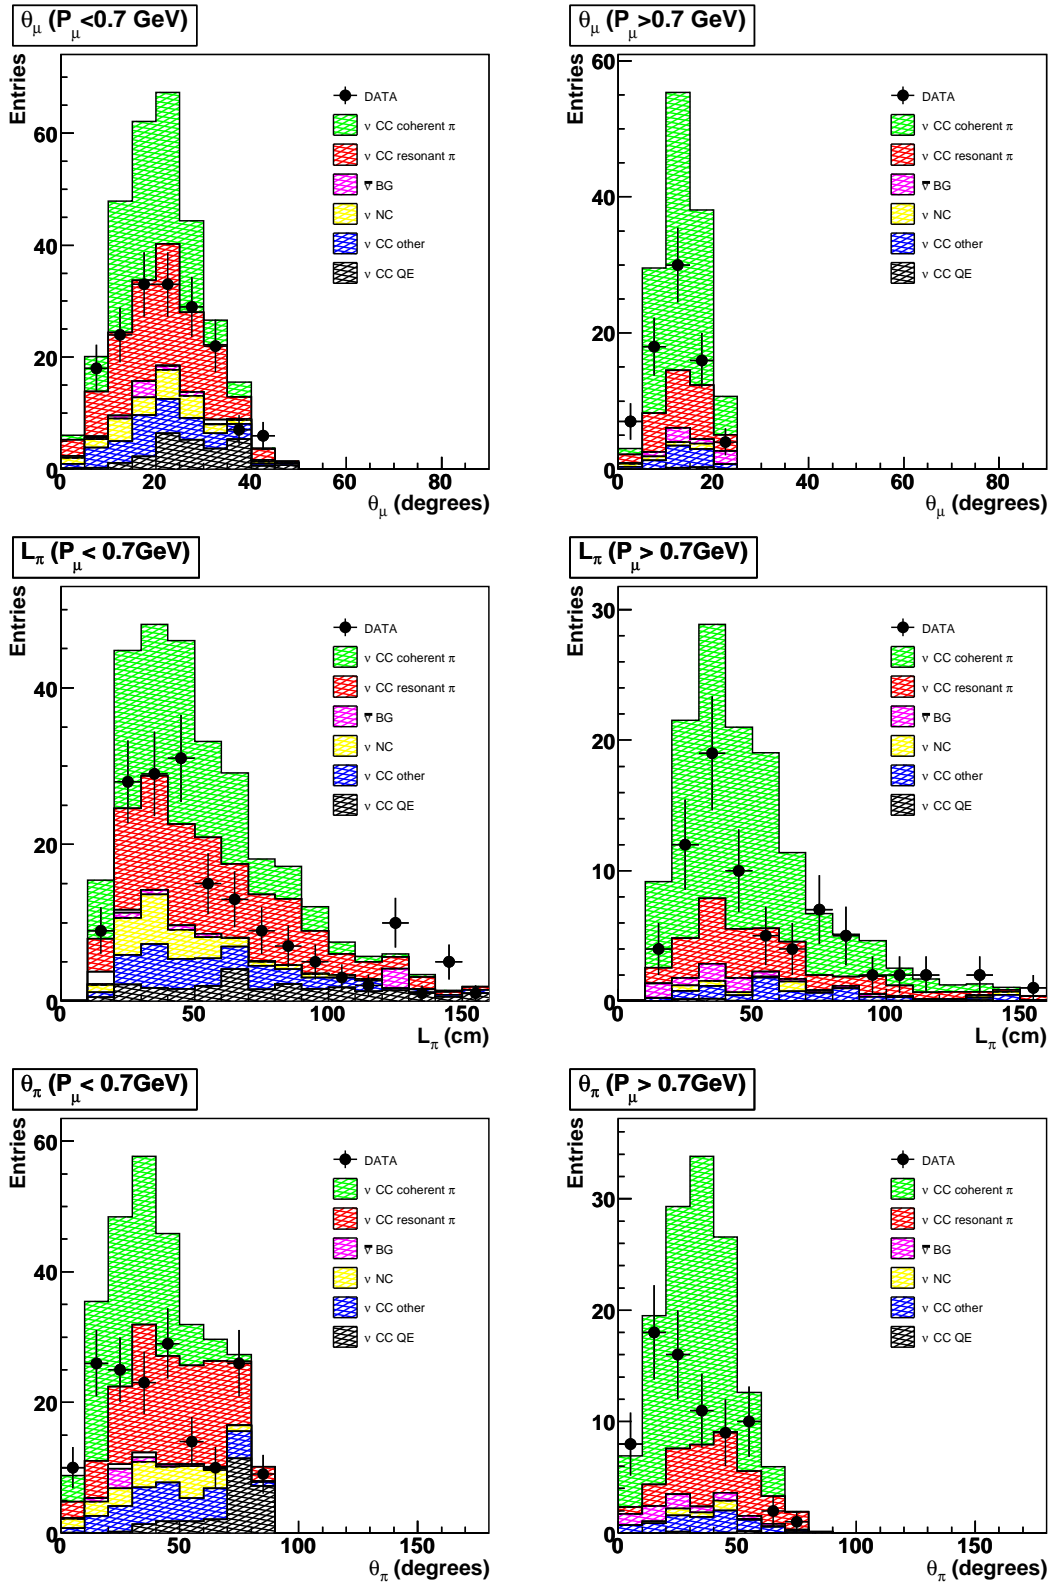 θμ (Pμ<0.7 GeV)
Entries
60
40
20
0
DATA
ν CC coherent π
ν CC resonant π
ν̅ BG
ν NC
ν CC other
ν CC QE
0 20 40 60 80
θμ (degrees)
θμ (Pμ>0.7 GeV)
Entries
60
40
20
0
DATA
ν CC coherent π
ν CC resonant π
ν̅ BG
ν NC
ν CC other
ν CC QE
0 20 40 60 80
θμ (degrees)
Lπ (Pμ< 0.7GeV)
Entries
40
20
0
DATA
ν CC coherent π
ν CC resonant π
ν̅ BG
ν NC
ν CC other
ν CC QE
0 50 100 150
Lπ (cm)
Lπ (Pμ> 0.7GeV)
Entries
30
20
10
0
DATA
ν CC coherent π
ν CC resonant π
ν̅ BG
ν NC
ν CC other
ν CC QE
0 50 100 150
Lπ (cm)
θπ (Pμ< 0.7GeV)
Entries
60
40
20
0
DATA
ν CC coherent π
ν CC resonant π
ν̅ BG
ν NC
ν CC other
ν CC QE
0 50 100 150
θπ (degrees)
θπ (Pμ> 0.7GeV)
Entries
30
20
10
0
DATA
ν CC coherent π
ν CC resonant π
ν̅ BG
ν NC
ν CC other
ν CC QE
0 50 100 150
θπ (degrees)